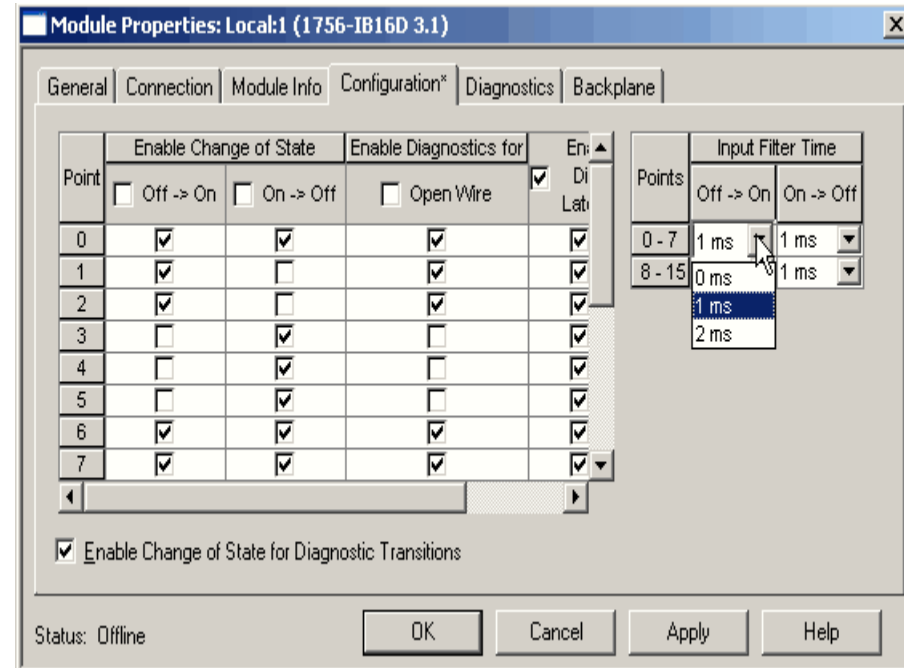 Module Properties: Local:1 (1756-IB16D 3.1)
General Connection Module Info Configuration* Diagnostics Backplane
Point Enable Change of State Enable Diagnostics for
Off -> On On -> Off Open Wire
0
1
2
3
4
5
6
7
Points Input Filter Time
Off -> On On -> Off
0 - 7 1 ms 1 ms
8 - 15 1 ms
0 ms
1 ms
2 ms
Enable Change of State for Diagnostic Transitions
Status: Offline OK Cancel Apply Help